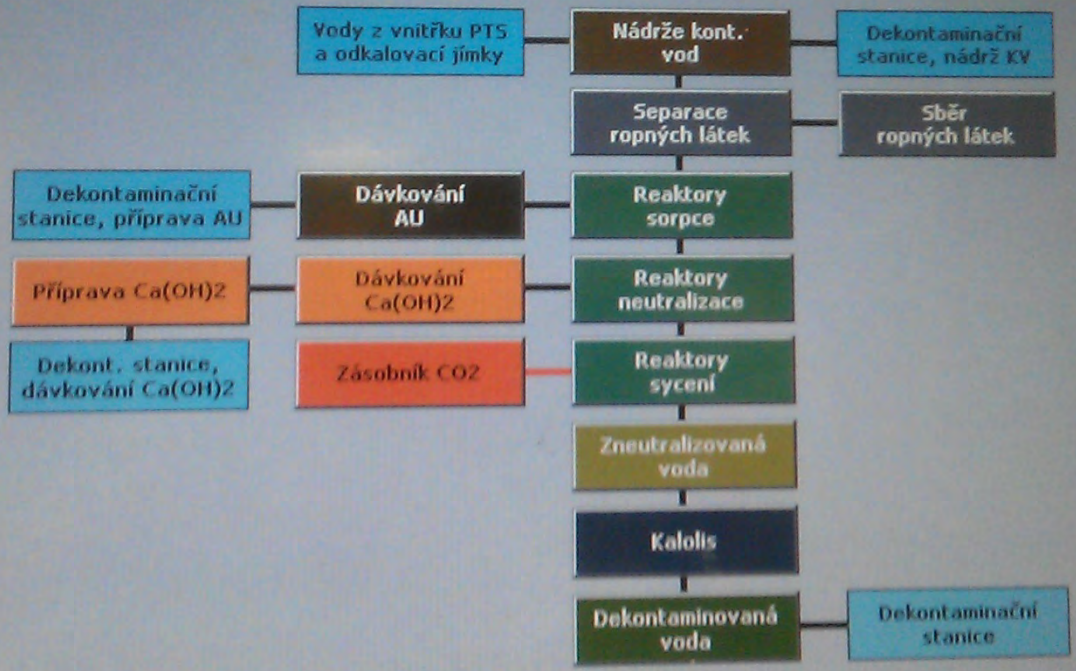 Vody z vnitřku PTS
a odkalovací jímky
Nádrže kont.
vod
Dekontaminační
stanice, nádrž KV
Separace
ropných látek
Sběr
ropných látek
Dekontaminační
stanice, příprava AU
Dávkování
AU
Reaktory
sorpce
Příprava Ca(OH)2
Dávkování
Ca(OH)2
Reaktory
neutralizace
Dekont. stanice,
dávkování Ca(OH)2
Zásobník CO2
Reaktory
sycení
Zneutralizovaná
voda
Kalolis
Dekontaminovaná
voda
Dekontaminační
stanice